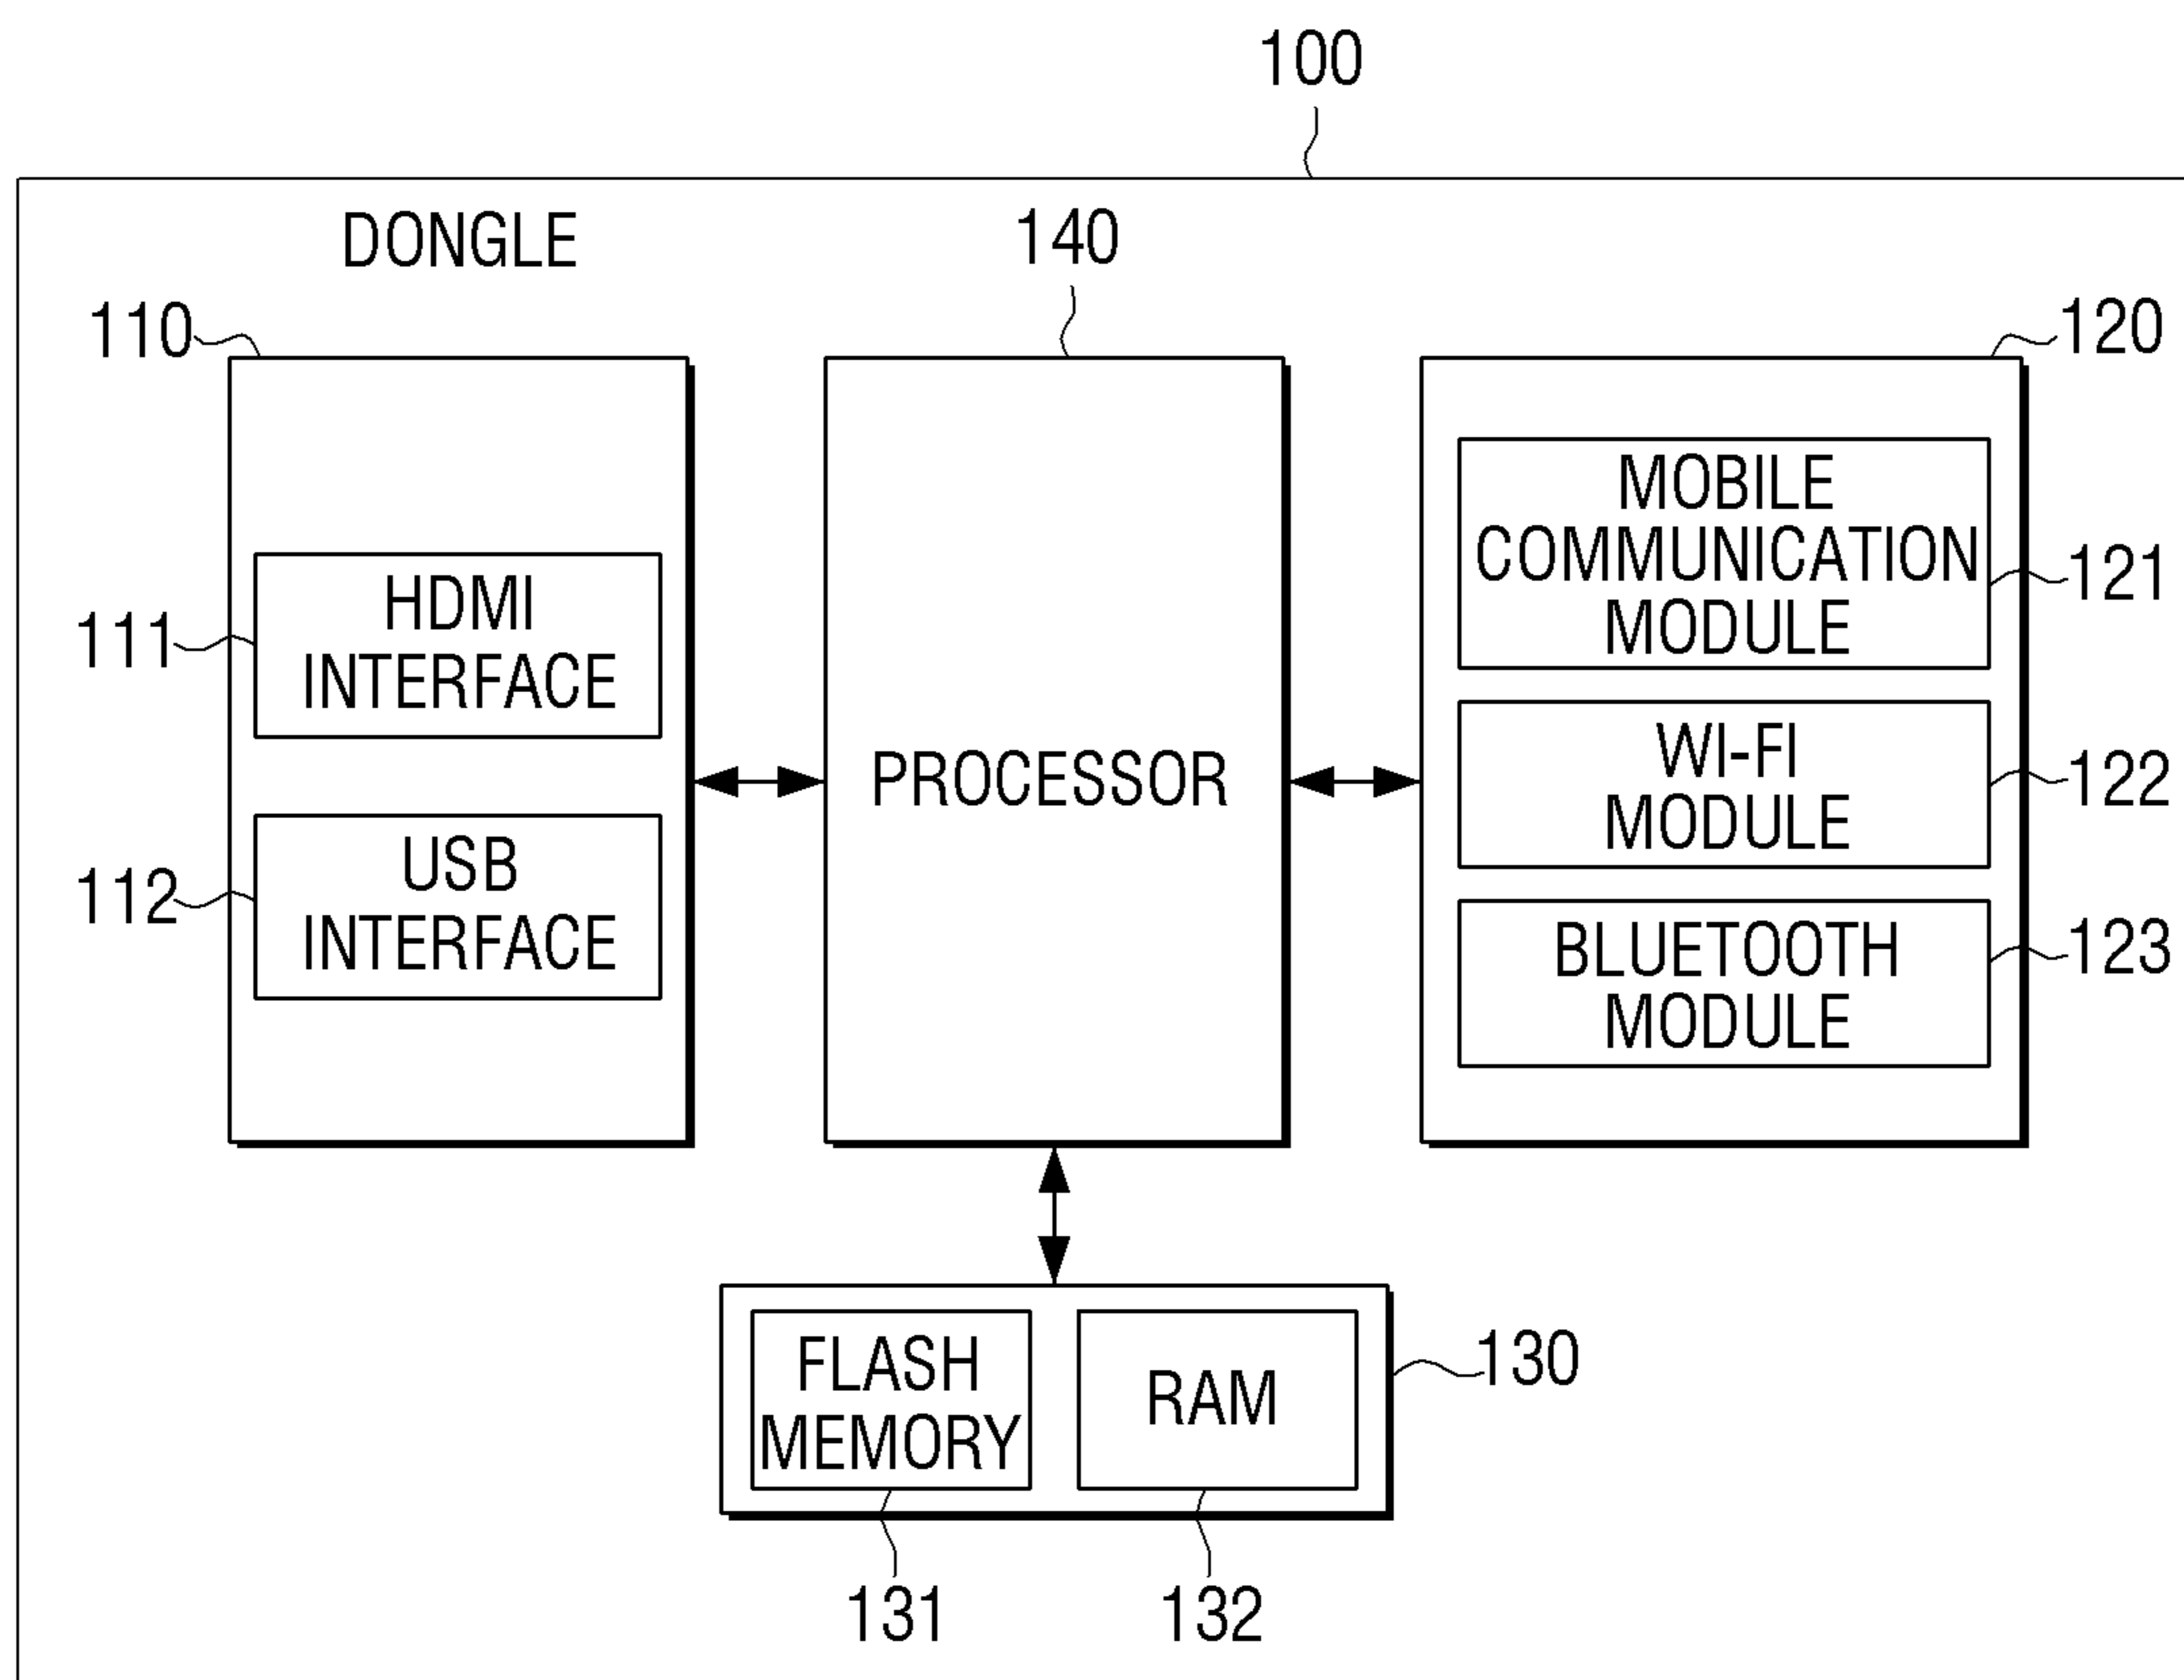 100
DONGLE
140
110
120
HDMI
INTERFACE
111
USB
INTERFACE
112
PROCESSOR
MOBILE
COMMUNICATION
MODULE
121
WI-FI
MODULE
122
BLUETOOTH
MODULE
123
FLASH
MEMORY
RAM
130
131
132